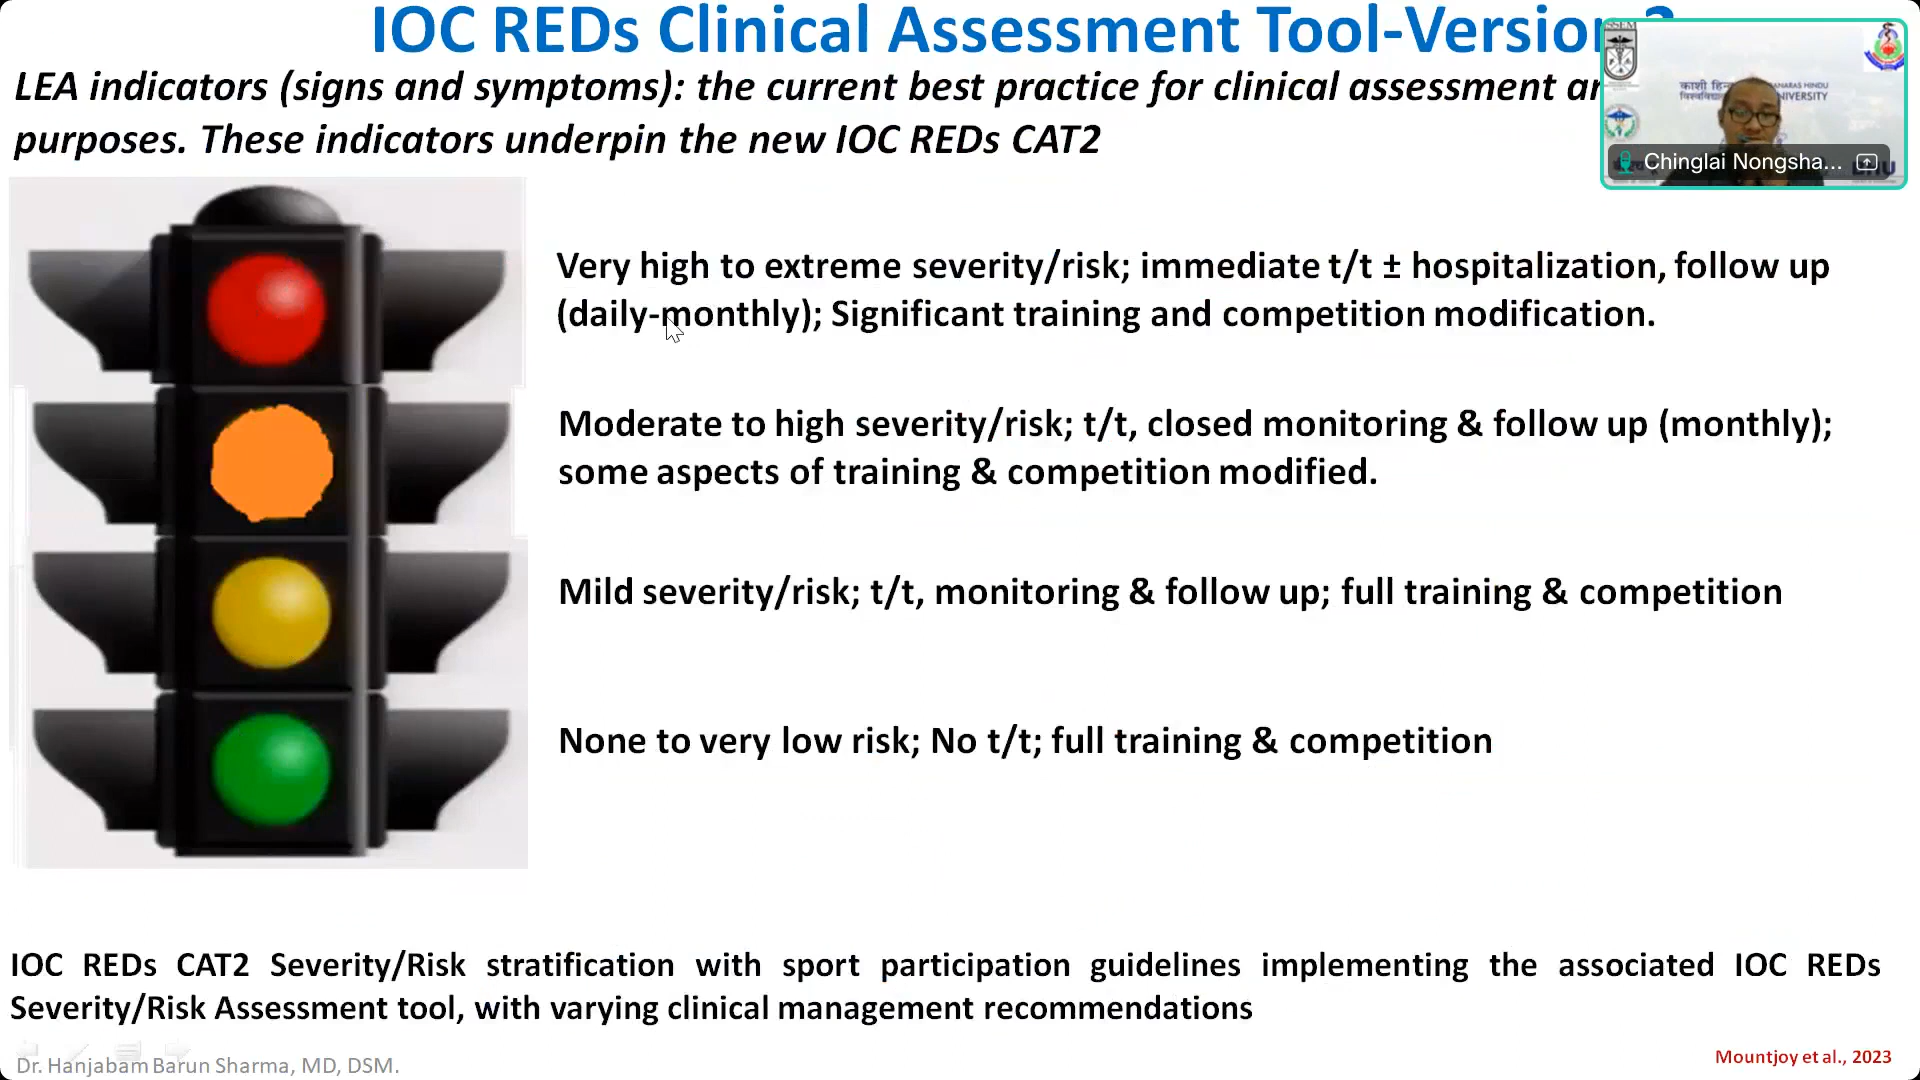 IOC REDs Clinical Assessment Tool-Version
LEA indicators (signs and symptoms): the current best practice for clinical assessment
purposes. These indicators underpin the new IOC REDs CAT2
काशी
ANARAS HINDU
विश्वविद्या
NIVERSITY
Chinglai Nongsha...
Very high to extreme severity/risk; immediate t/t ± hospitalization, follow up
(daily-monthly); Significant training and competition modification.
Moderate to high severity/risk; t/t, closed monitoring & follow up (monthly);
some aspects of training & competition modified.
Mild severity/risk; t/t, monitoring & follow up; full training & competition
None to very low risk; No t/t; full training & competition
IOC REDs CAT2 Severity/Risk stratification with sport participation guidelines implementing the associated IOC REDs
Severity/Risk Assessment tool, with varying clinical management recommendations
Dr. Hanjabam Barun Sharma, MD, DSM.
Mountjoy et al., 2023